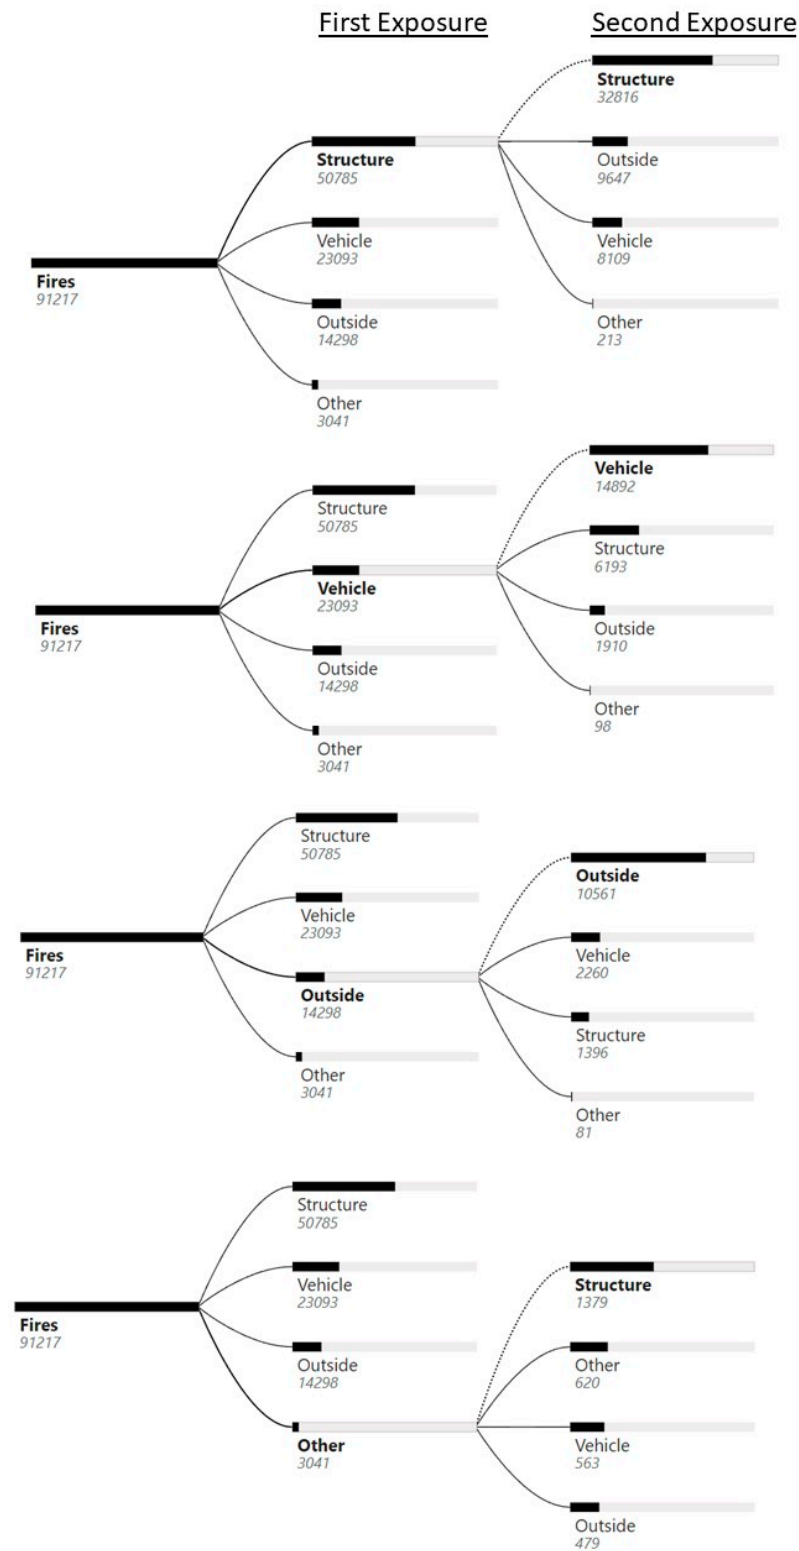 First Exposure
Second Exposure
Structure
32816
Structure
50785
Outside
9647
Vehicle
23093
Vehicle
8109
Fires
91217
Outside
14298
Other
213
Other
3041
Vehicle
14892
Structure
50785
Structure
6193
Vehicle
23093
Fires
91217
Outside
1910
Outside
14298
Other
98
Other
3041
Structure
50785
Outside
10561
Vehicle
23093
Fires
91217
Vehicle
2260
Outside
14298
Structure
1396
Other
3041
Other
81
Structure
50785
Vehicle
23093
Structure
1379
Fires
91217
Outside
14298
Other
620
Other
3041
Vehicle
563
Outside
479